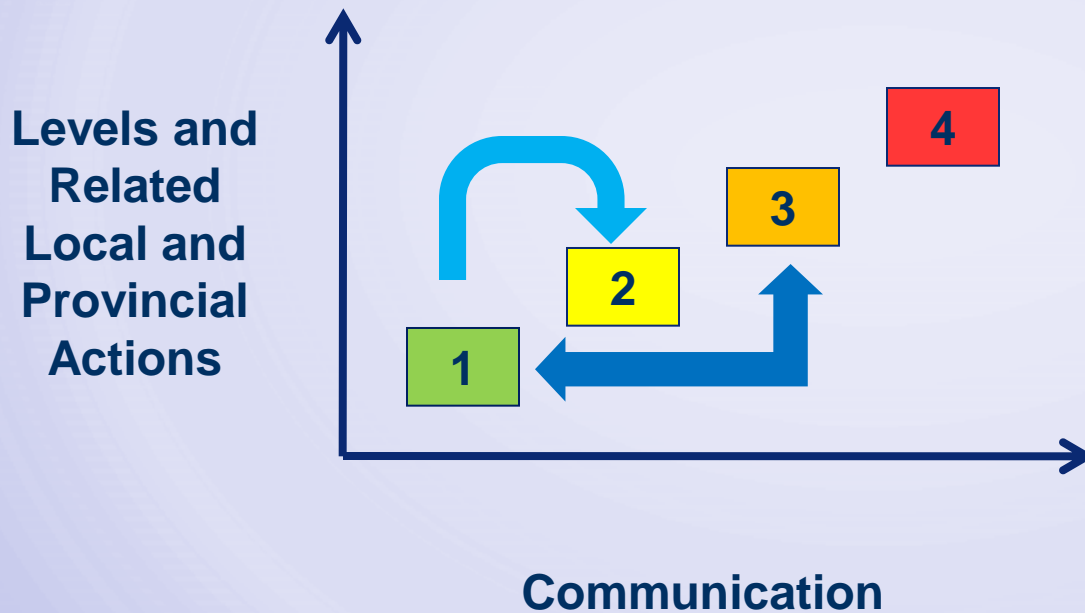 Levels and
Related
Local and
Provincial
Actions
4
3
2
1
Communication